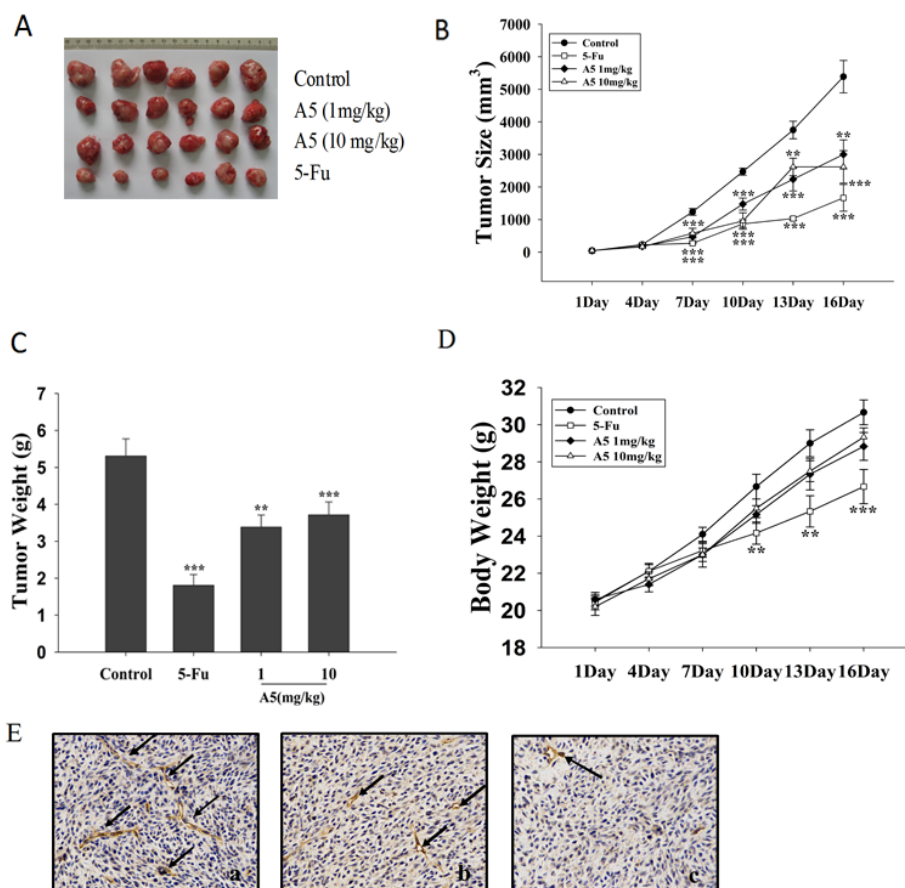 A
Control
A5 (1mg/kg)
A5 (10 mg/kg)
5-Fu
B
Tumor Size (mm³)
7000
6000
5000
4000
3000
2000
1000
0
Control
5-Fu
A5 1mg/kg
A5 10mg/kg
**
**
***
***
***
***
***
***
***
***
***
***
1Day 4Day 7Day 10Day 13Day 16Day
C
Tumor Weight (g)
7
6
5
4
3
2
1
0
***
**
***
Control 5-Fu 1 10
A5(mg/kg)
D
Body Weight (g)
32
30
28
26
24
22
20
18
Control
5-Fu
A5 1mg/kg
A5 10mg/kg
**
**
***
1Day 4Day 7Day 10Day 13Day 16Day
E
a
b
c